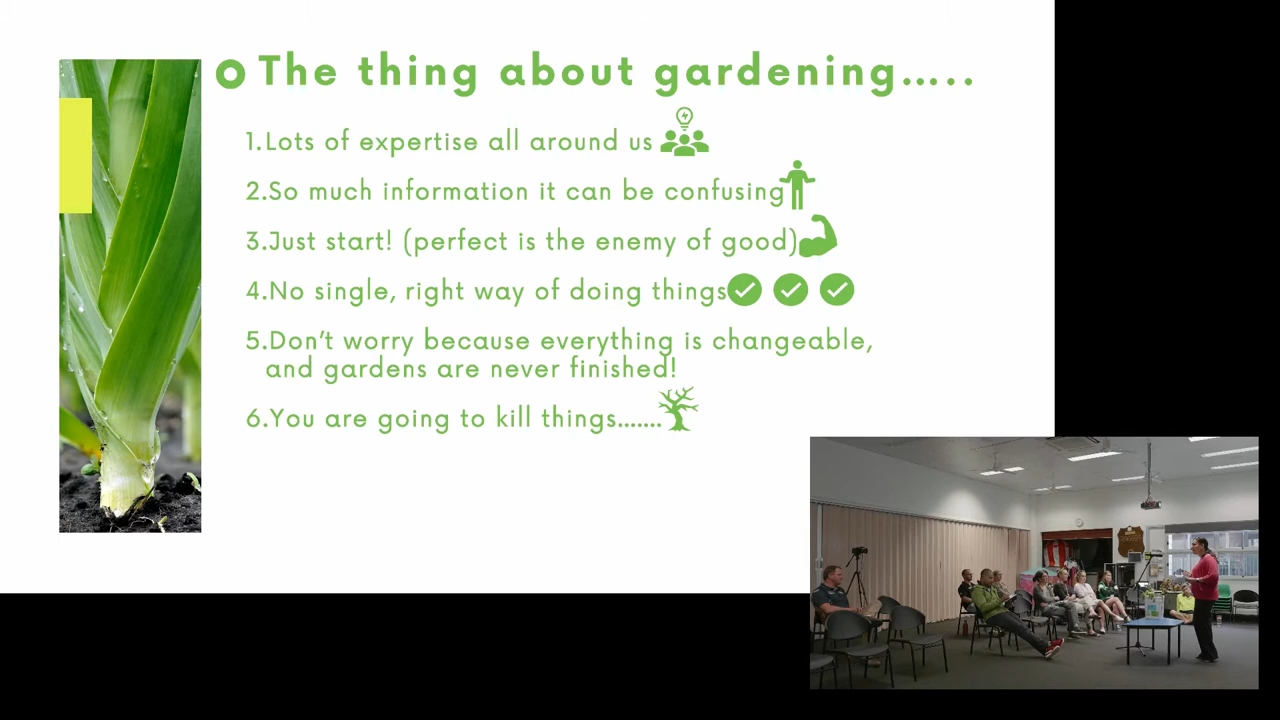 The thing about gardening.....
1.Lots of expertise all around us
2.So much information it can be confusing
3.Just start! (perfect is the enemy of good)
4.No single, right way of doing things
5.Don't worry because everything is changeable,
and gardens are never finished!
6.You are going to kill things.......